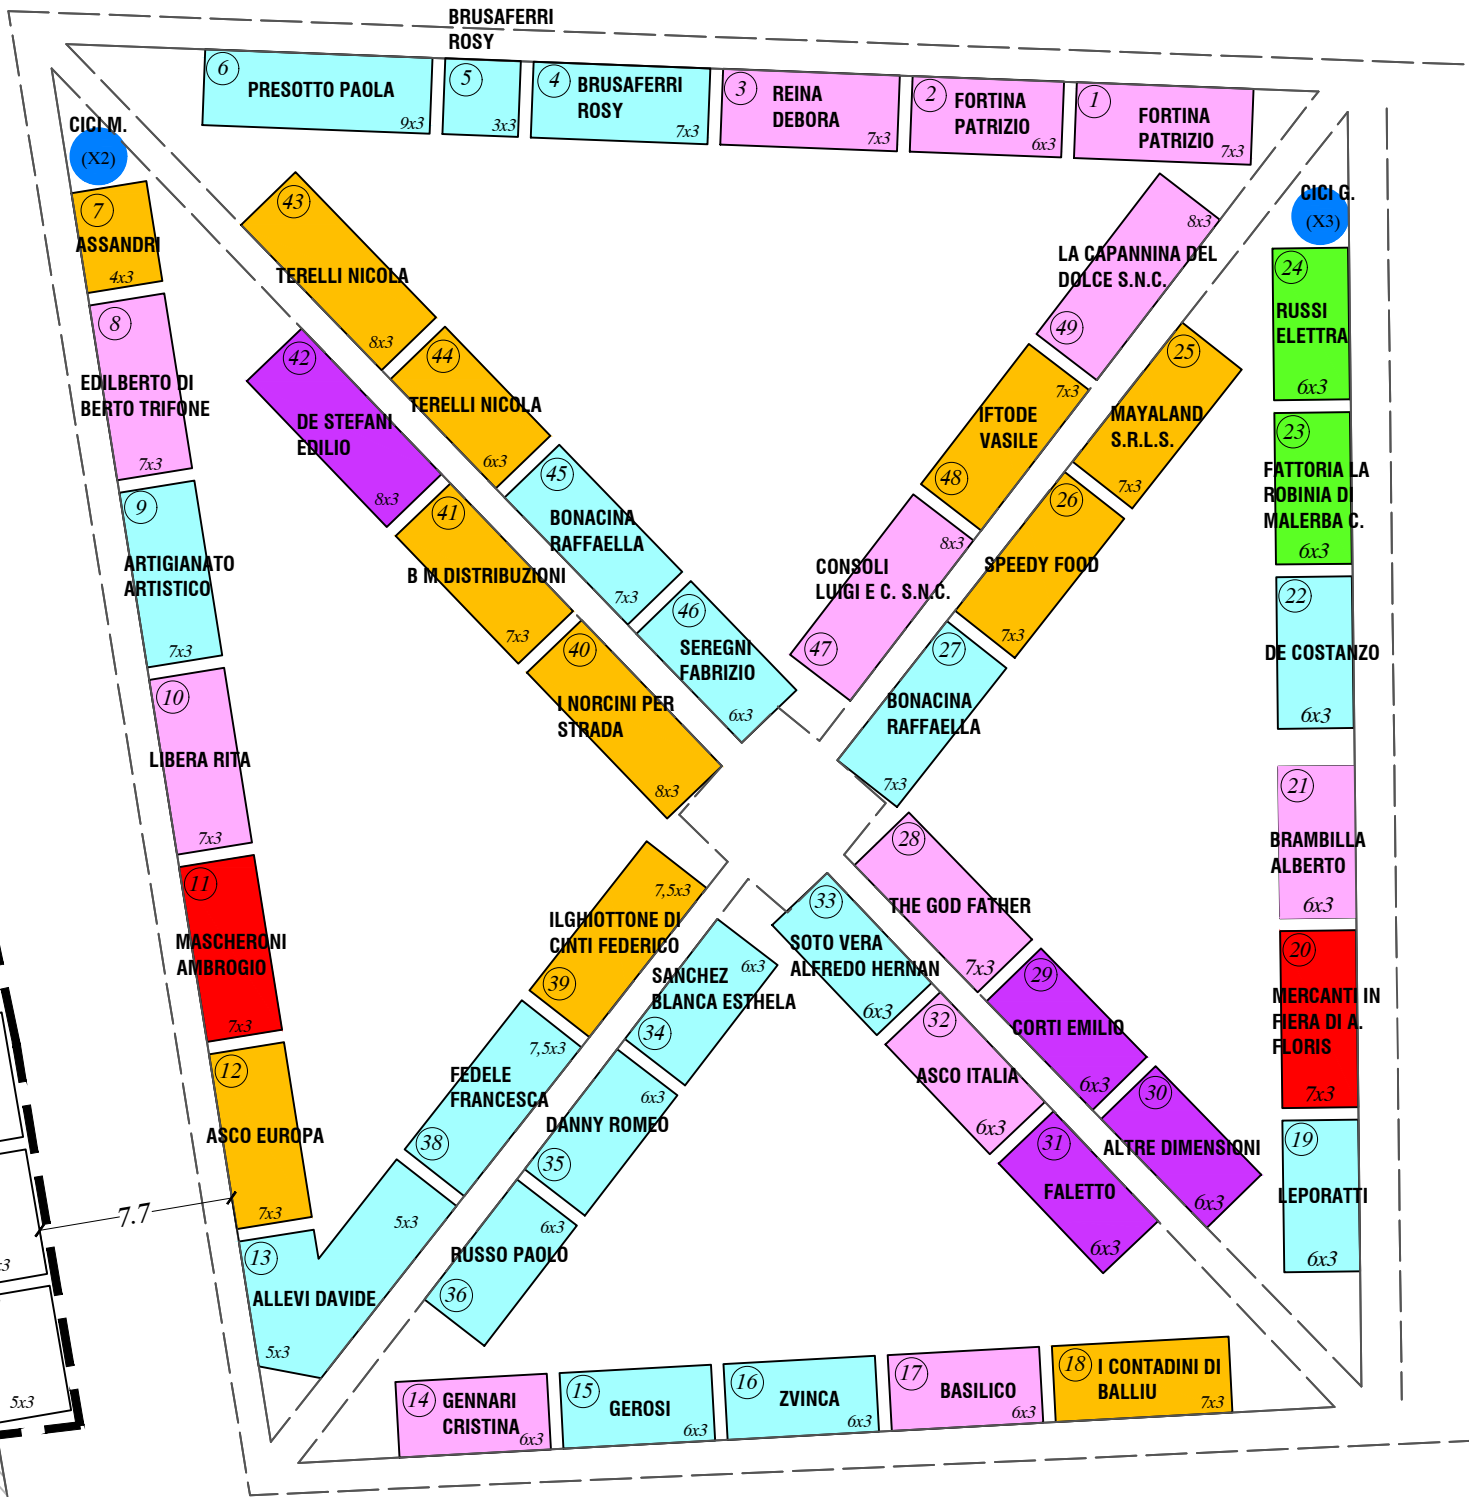 BRUSAFERRI
ROSY
6
PRESOTTO PAOLA
9x3
5
3x3
4
BRUSAFERRI
ROSY
7x3
3
REINA
DEBORA
7x3
2
FORTINA
PATRIZIO
6x3
1
FORTINA
PATRIZIO
7x3
CICI M.
(X2)
7
ASSANDRI
4x3
8
EDILBERTO DI
BERTO TRIFONE
7x3
9
ARTIGIANATO
ARTISTICO
7x3
10
LIBERA RITA
7x3
11
MASCHERONI
AMBROGIO
7x3
12
ASCO EUROPA
7x3
13
5x3
ALLEVI DAVIDE
5x3
43
TERELLI NICOLA
8x3
44
TERELLI NICOLA
6x3
45
BONACINA
RAFFAELLA
7x3
46
SEREGNI
FABRIZIO
6x3
42
DE STEFANI
EDILIO
8x3
41
B M DISTRIBUZIONI
7x3
40
I NORCINI PER
STRADA
8x3
8x3
LA CAPANNINA DEL
DOLCE S.N.C.
49
7x3
IFTODE
VASILE
48
8x3
CONSOLI
LUIGI E C. S.N.C.
47
25
MAYALAND
S.R.L.S.
7x3
26
SPEEDY FOOD
7x3
27
BONACINA
RAFFAELLA
7x3
CICI G.
(X3)
24
RUSSI
ELETTRA
6x3
23
FATTORIA LA
ROBINIA DI
MALERBA C.
6x3
22
DE COSTANZO
6x3
21
BRAMBILLA
ALBERTO
6x3
20
MERCANTI IN
FIERA DI A.
FLORIS
7x3
19
LEPORATTI
6x3
28
THE GOD FATHER
7x3
29
CORTI EMILIO
6x3
30
ALTRE DIMENSIONI
6x3
33
SOTO VERA
ALFREDO HERNAN
6x3
32
ASCO ITALIA
6x3
31
FALETTO
6x3
7,5x3
ILGHIOTTONE DI
CINTI FEDERICO
39
7,5x3
FEDELE
FRANCESCA
38
6x3
SANCHEZ
BLANCA ESTHELA
34
6x3
DANNY ROMEO
35
6x3
RUSSO PAOLO
36
14
GENNARI
CRISTINA
6x3
15
GEROSI
6x3
16
ZVINCA
6x3
17
BASILICO
6x3
18
I CONTADINI DI
BALLIU
7x3
7.7
5x3